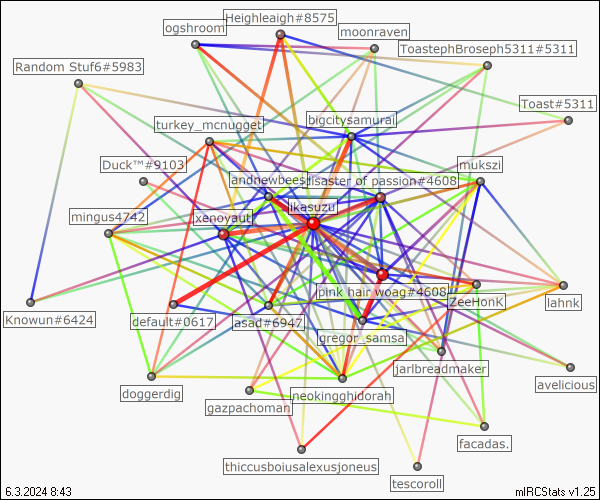 Heighleaigh#8575
ogshroom
moonraven
ToastephBroseph5311#5311
Random Stuf6#5983
Toast#5311
bigcitysamurai
turkey_mcnugget
Duck™#9103
mukszi
andnewbees
disaster of passion#4608
ikasuzu
mingus4742
xenoyaut
pink hair woag#4608
ZeeHonK
lahnk
Knowun#6424
default#0617
asad#6947
gregor_samsa
jarlbreadmaker
doggerdig
neokingghidorah
avelicious
gazpachoman
facadas.
thiccusboiusalexusjoneus
tescoroll
6.3.2024 8:43
mIRCStats v1.25